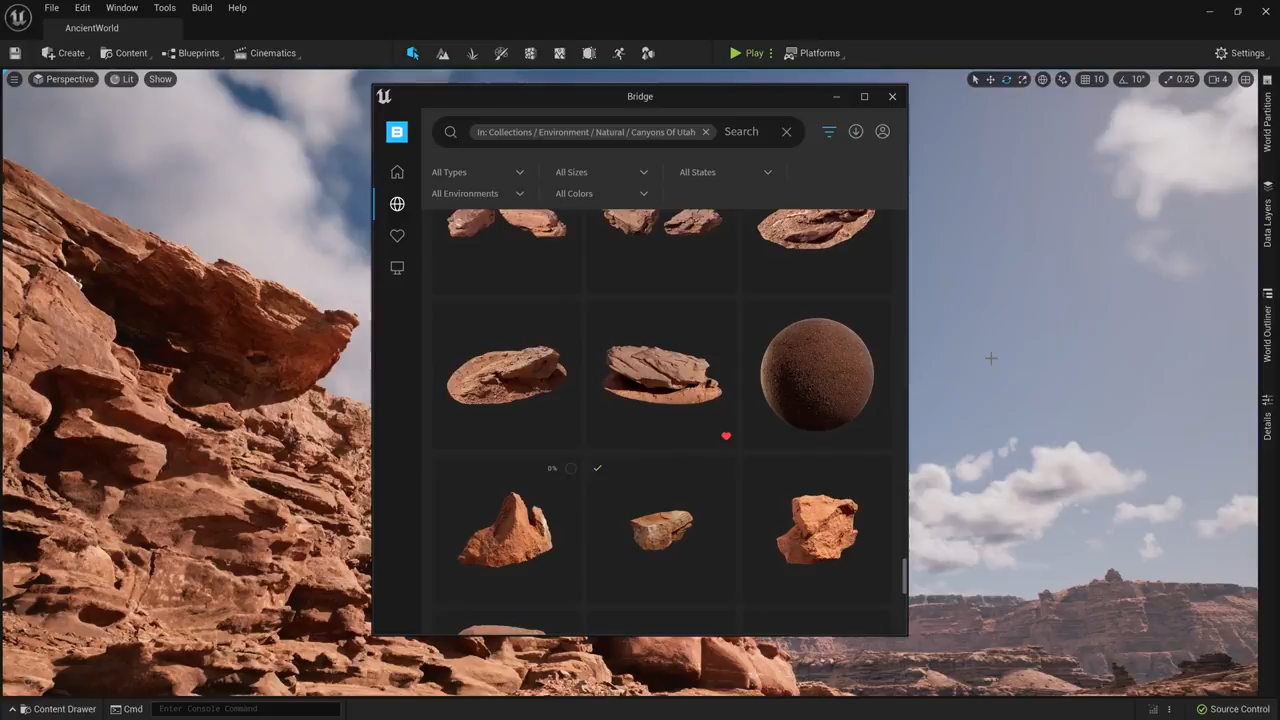 File Edit Window Tools Build Help
AncientWorld
Create Content Blueprints Cinematics Play Platforms Settings
Perspective Lit Show 10 10° 0.25 4
Bridge
In: Collections / Environment / Natural / Canyons Of Utah Search
All Types All Sizes All States
All Environments All Colors
0%
World Partition
Data Layers
World Outliner
Details
Content Drawer Cmd Enter Console Command Source Control